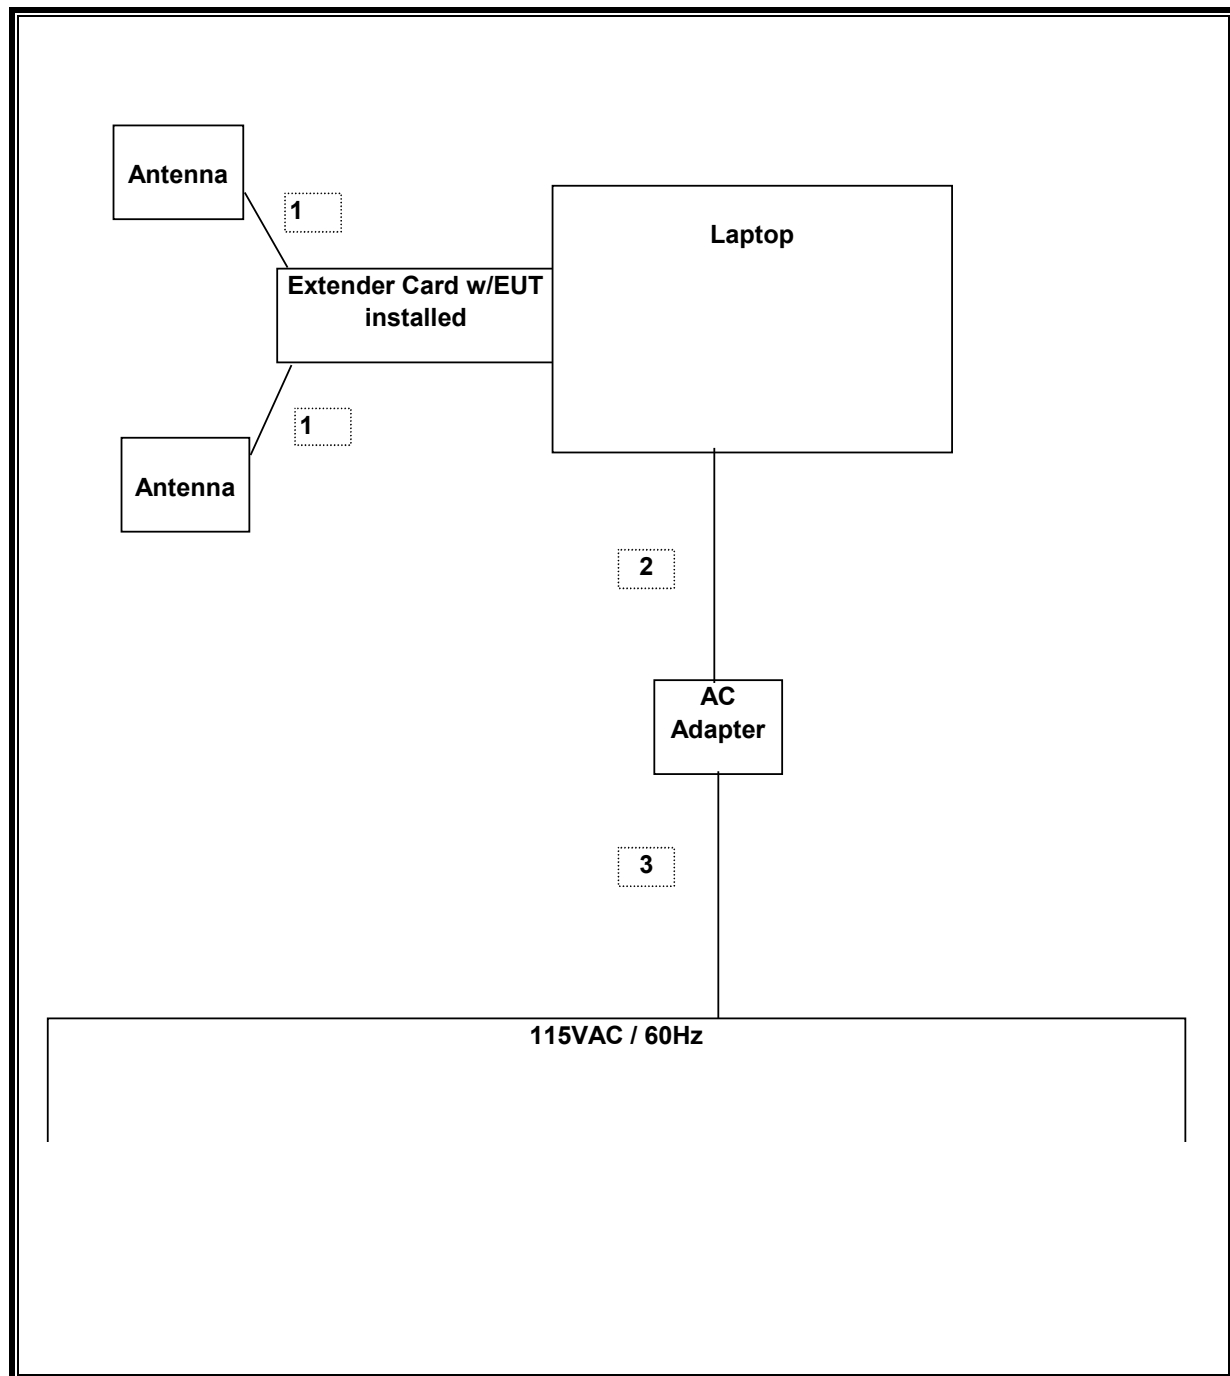 Antenna
1
Laptop
Extender Card w/EUT
installed
1
Antenna
2
AC
Adapter
3
115VAC / 60Hz